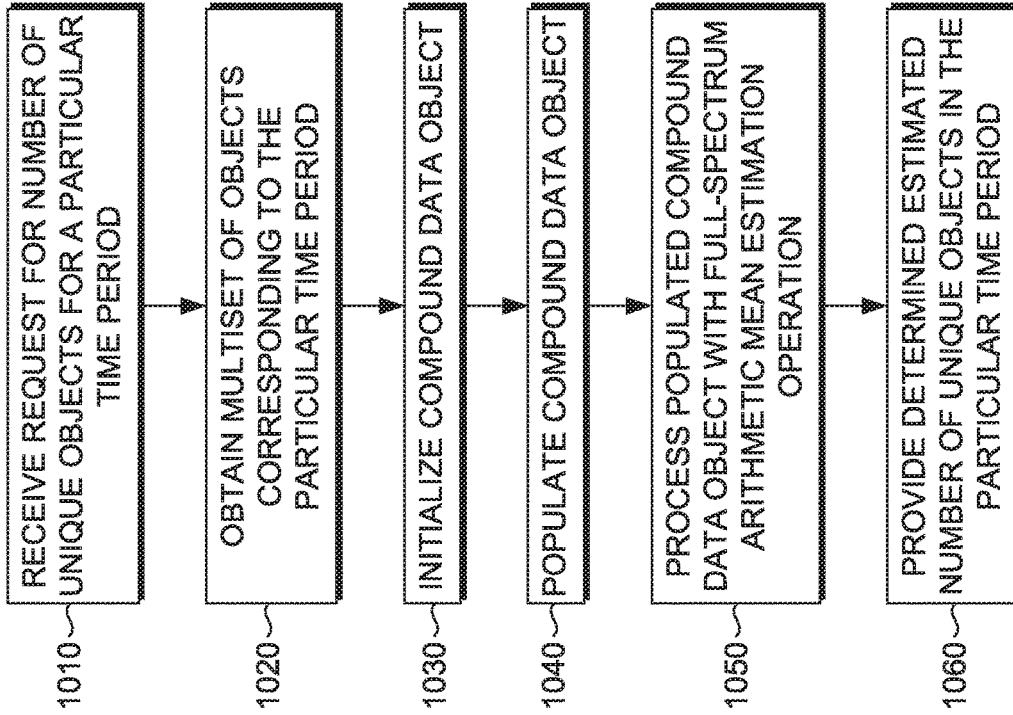 1010
RECEIVE REQUEST FOR NUMBER OF
UNIQUE OBJECTS FOR A PARTICULAR
TIME PERIOD
1020
OBTAIN MULTISET OF OBJECTS
CORRESPONDING TO THE
PARTICULAR TIME PERIOD
1030
INITIALIZE COMPOUND DATA OBJECT
1040
POPULATE COMPOUND DATA OBJECT
1050
PROCESS POPULATED COMPOUND
DATA OBJECT WITH FULL-SPECTRUM
ARITHMETIC MEAN ESTIMATION
OPERATION
1060
PROVIDE DETERMINED ESTIMATED
NUMBER OF UNIQUE OBJECTS IN THE
PARTICULAR TIME PERIOD